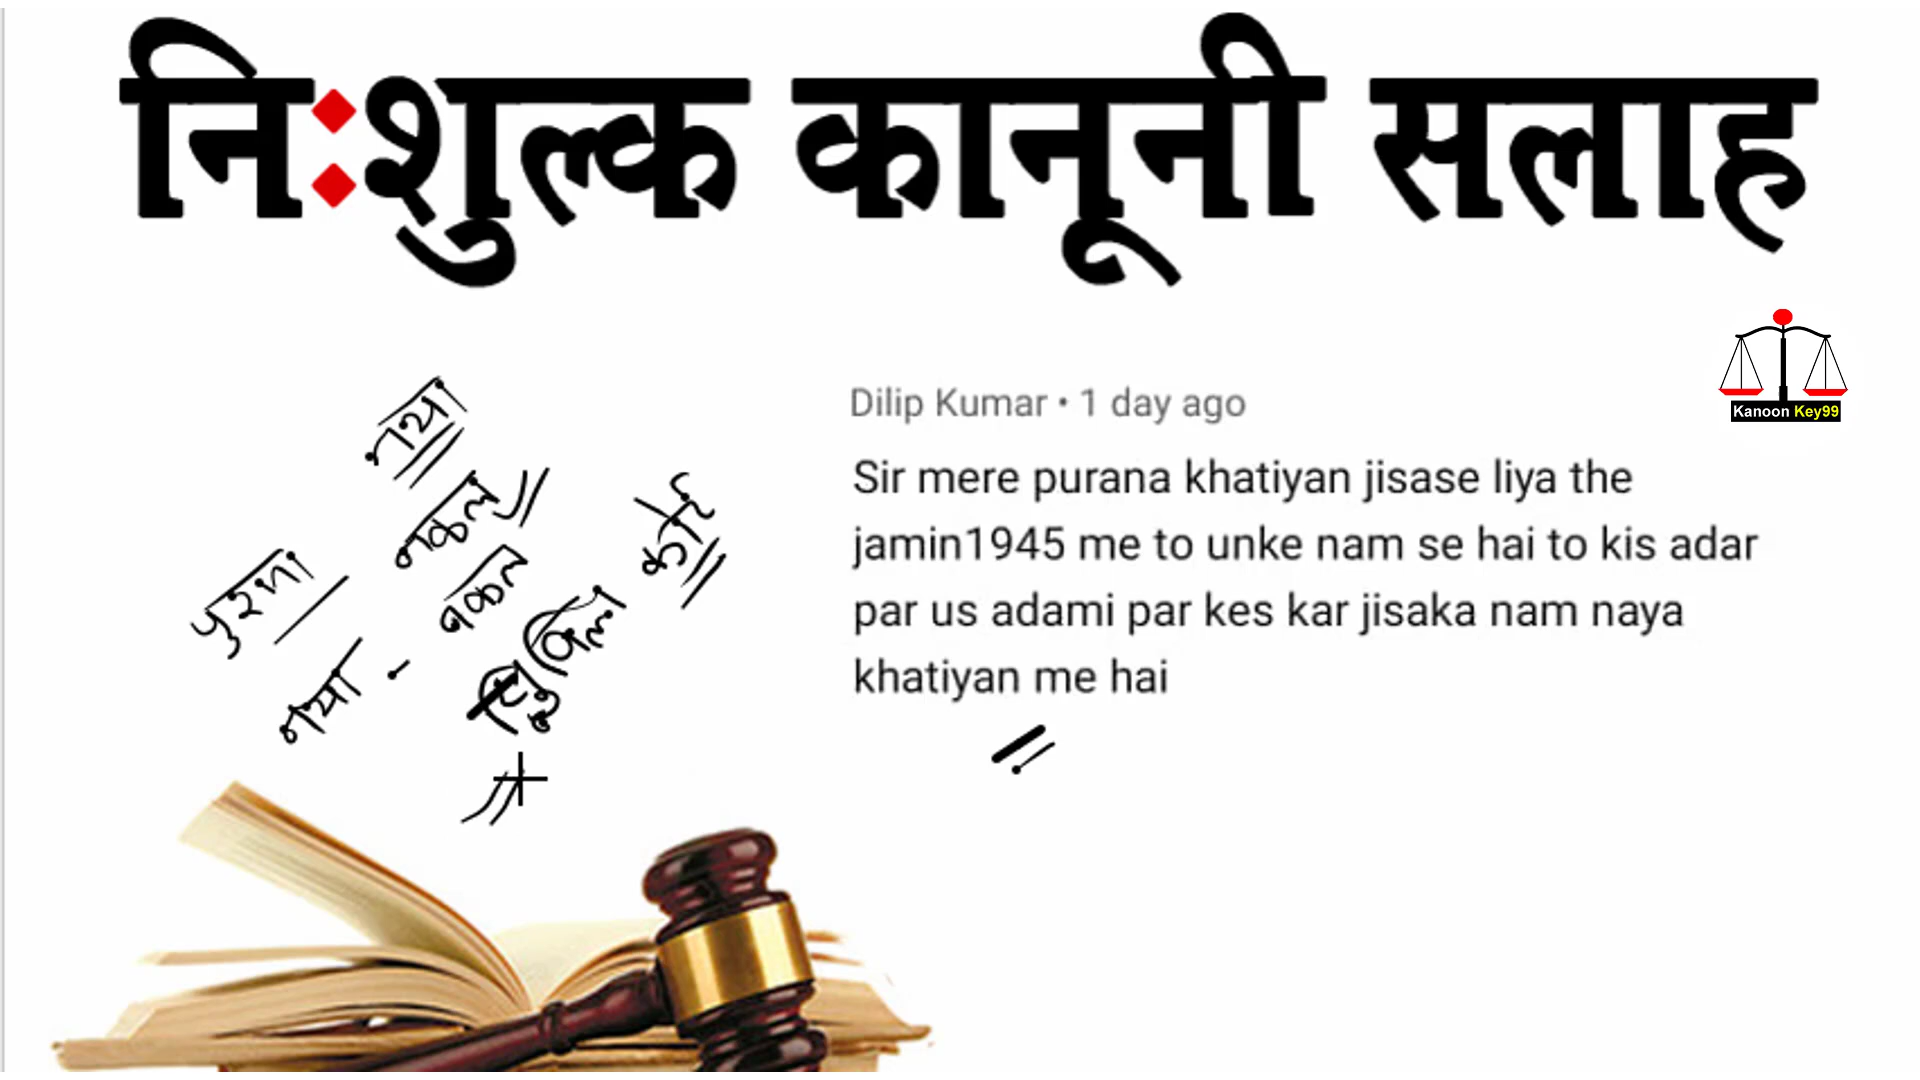 नि:शुल्क कानूनी सलाह
Kanoon Key99
Dilip Kumar • 1 day ago
Sir mere purana khatiyan jisase liya the
jamin1945 me to unke nam se hai to kis adar
par us adami par kes kar jisaka nam naya
khatiyan me hai
नया
नकल
नकल
कोर्ट
नया -